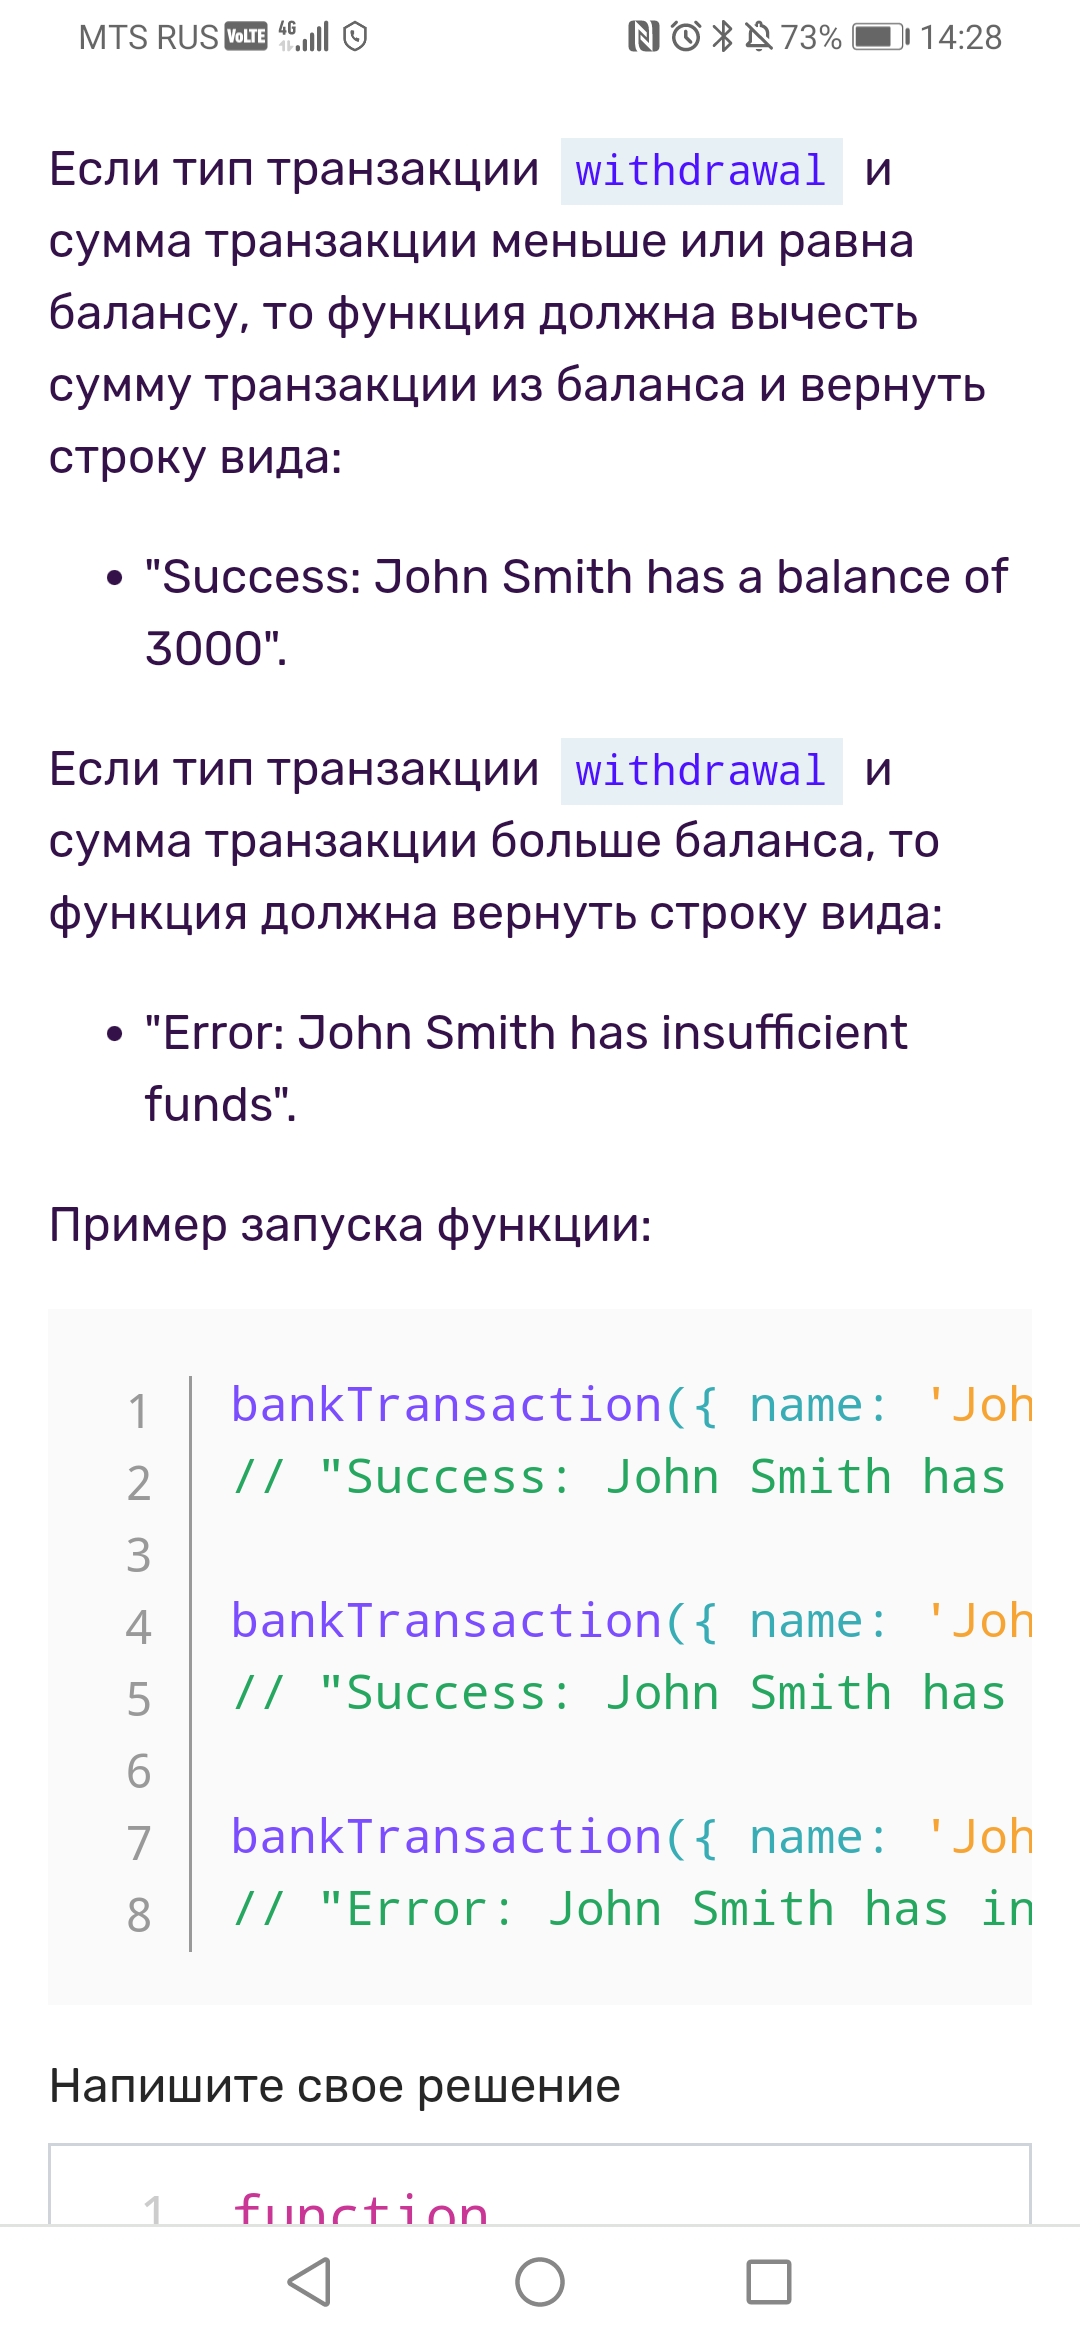 MTS RUS VoLTE 4G 73% 14:28
Если тип транзакции withdrawal и
сумма транзакции меньше или равна
балансу, то функция должна вычесть
сумму транзакции из баланса и вернуть
строку вида:
• "Success: John Smith has a balance of
3000".
Если тип транзакции withdrawal и
сумма транзакции больше баланса, то
функция должна вернуть строку вида:
• "Error: John Smith has insufficient
funds".
Пример запуска функции:
1 bankTransaction({ name: 'Joh
2 // "Success: John Smith has
3
4 bankTransaction({ name: 'Joh
5 // "Success: John Smith has
6
7 bankTransaction({ name: 'Joh
8 // "Error: John Smith has in
Напишите свое решение
1 function